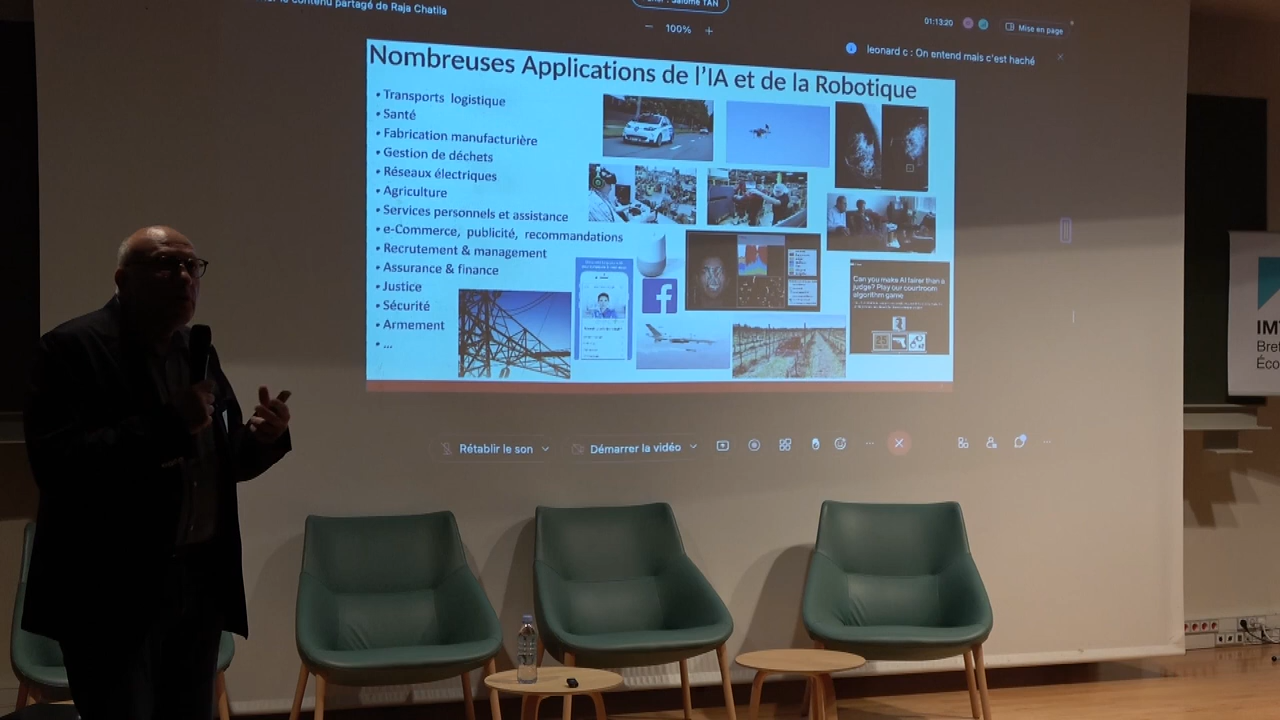 le contenu partagé de Raja Chatila
Salomé TAN
100%
01:13:20
Mise en page
leonard c : On entend mais c'est haché
Nombreuses Applications de l'IA et de la Robotique
• Transports logistique
• Santé
• Fabrication manufacturière
• Gestion de déchets
• Réseaux électriques
• Agriculture
• Services personnels et assistance
• e-Commerce, publicité, recommandations
• Recrutement & management
• Assurance & finance
• Justice
• Sécurité
• Armement
• ...
Can you make AI fairer than a
judge? Play our courtroom
algorithm game
Rétablir le son
Démarrer la vidéo